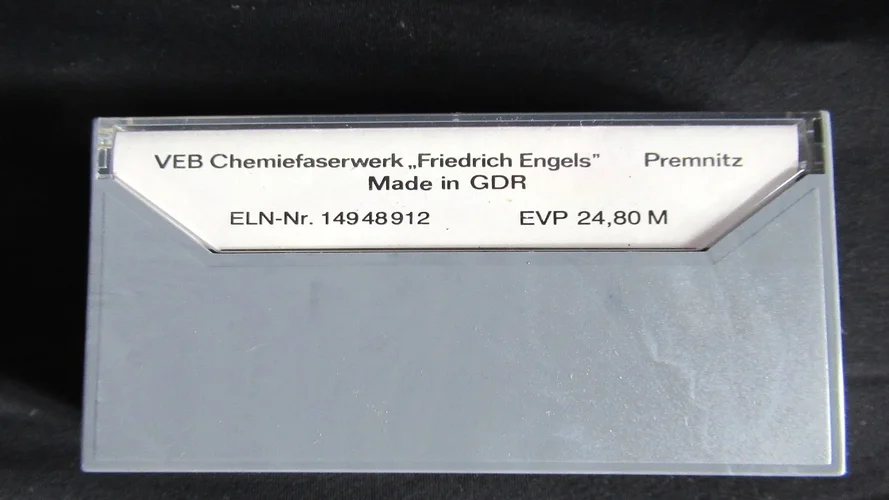 VEB Chemiefaserwerk „Friedrich Engels” Premnitz
Made in GDR
ELN-Nr. 14948912 EVP 24,80 M